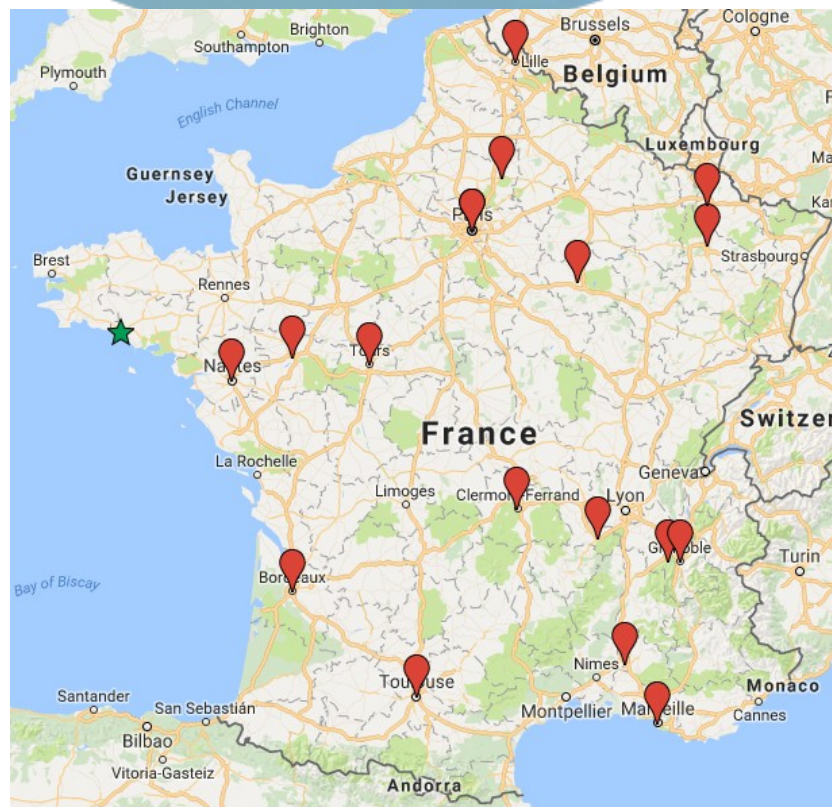 Brighton
Brussels
Cologne
Southampton
Plymouth
Lille
Belgium
English Channel
Luxembourg
Guernsey
Jersey
Paris
Brest
Strasbourg
Rennes
Tours
Nantes
Switzer
France
La Rochelle
Geneva
Limoges
Clermont-Ferrand
Lyon
Grenoble
Turin
Bordeaux
Bay of Biscay
Nimes
Toulouse
Monaco
Santander
San Sebastián
Montpellier
Marseille
Cannes
Bilbao
Vitoria-Gasteiz
Andorra